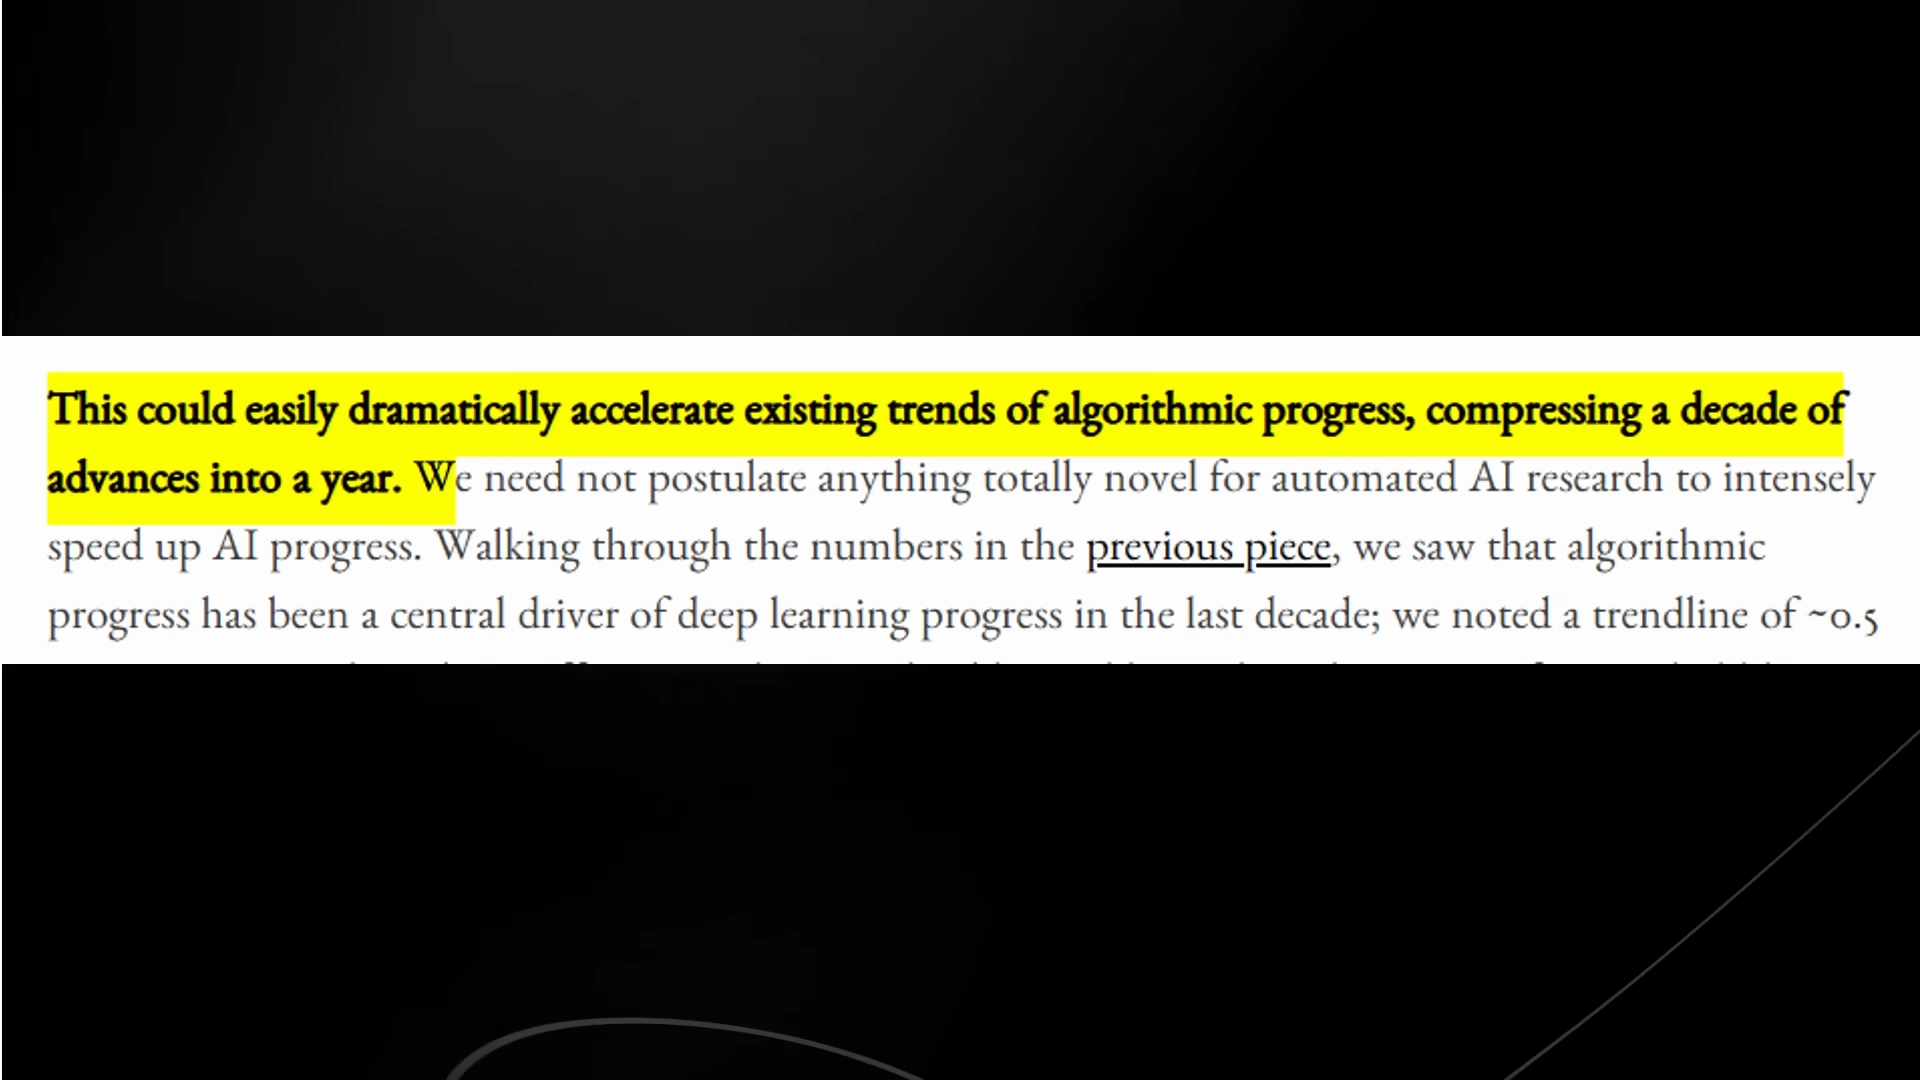 This could easily dramatically accelerate existing trends of algorithmic progress, compressing a decade of
advances into a year. We need not postulate anything totally novel for automated AI research to intensely
speed up AI progress. Walking through the numbers in the previous piece, we saw that algorithmic
progress has been a central driver of deep learning progress in the last decade; we noted a trendline of ~0.5